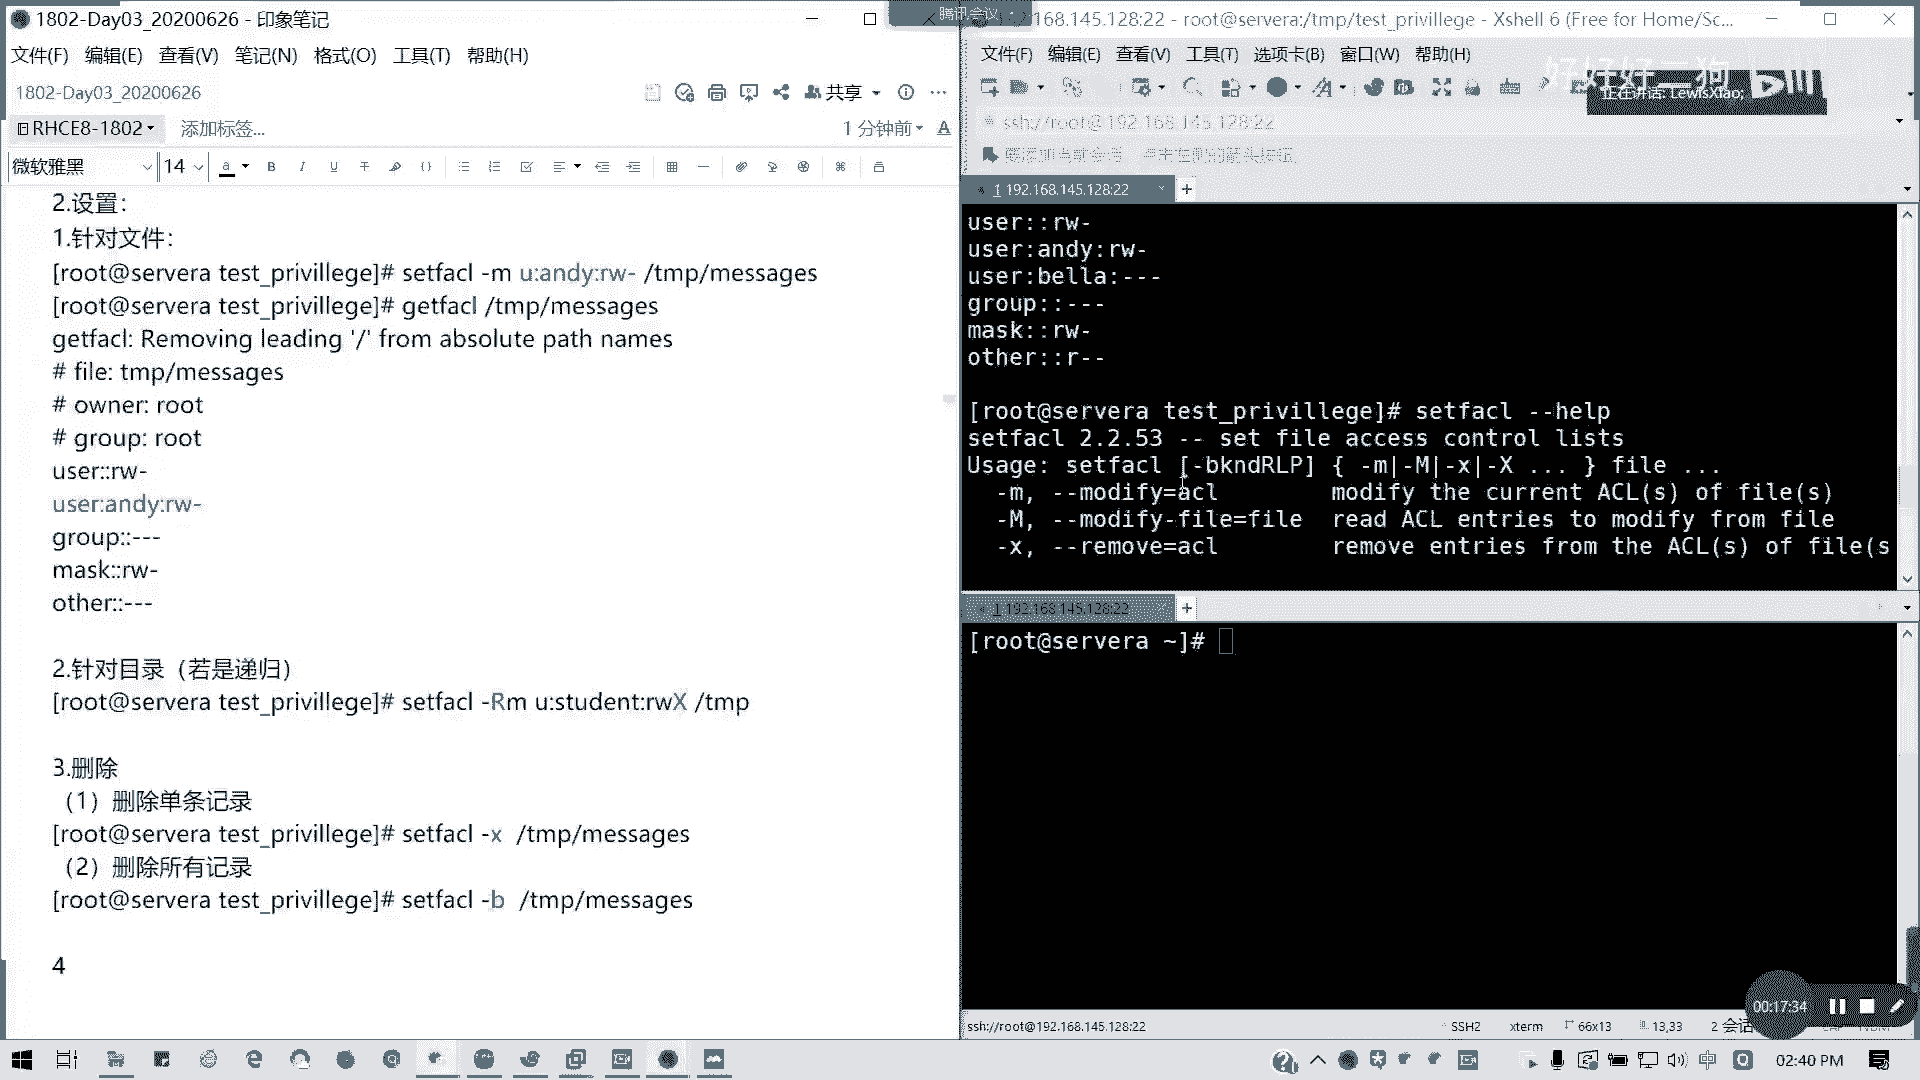 1802-Day03_20200626 - 印象笔记
文件(F) 编辑(E) 查看(V) 笔记(N) 格式(O) 工具(T) 帮助(H)
1802-Day03_20200626
共享
RHCE8-1802
添加标签...
1 分钟前
微软雅黑
14
2.设置：
1.针对文件：
[root@servera test_privillege]# setfacl -m u:andy:rw- /tmp/messages
[root@servera test_privillege]# getfacl /tmp/messages
getfacl: Removing leading '/' from absolute path names
# file: tmp/messages
# owner: root
# group: root
user::rw-
user:andy:rw-
group::---
mask::rw-
other::---
2.针对目录（若是递归）
[root@servera test_privillege]# setfacl -Rm u:student:rwX /tmp
3.删除
（1）删除单条记录
[root@servera test_privillege]# setfacl -x  /tmp/messages
（2）删除所有记录
[root@servera test_privillege]# setfacl -b  /tmp/messages
4
腾讯会议
168.145.128:22 - root@servera:/tmp/test_privillege - Xshell 6 (Free for Home/Sc...
文件(F) 编辑(E) 查看(V) 工具(T) 选项卡(B) 窗口(W) 帮助(H)
好好好二狗
正在讲话: LewisXiao;
ssh://root@192.168.145.128:22
1 192.168.145.128:22
user::rw-
user:andy:rw-
user:bella:---
group::---
mask::rw-
other::r--
[root@servera test_privillege]# setfacl --help
setfacl 2.2.53 -- set file access control lists
Usage: setfacl [-bkndRLP] { -m|-M|-x|-X ... } file ...
-m, --modify=acl modify the current ACL(s) of file(s)
-M, --modify-file=file read ACL entries to modify from file
-x, --remove=acl remove entries from the ACL(s) of file(s
1 192.168.145.128:22
[root@servera ~]#
00:17:34
ssh://root@192.168.145.128:22
SSH2 xterm 66x13 13,33 2 会话
中
02:40 PM